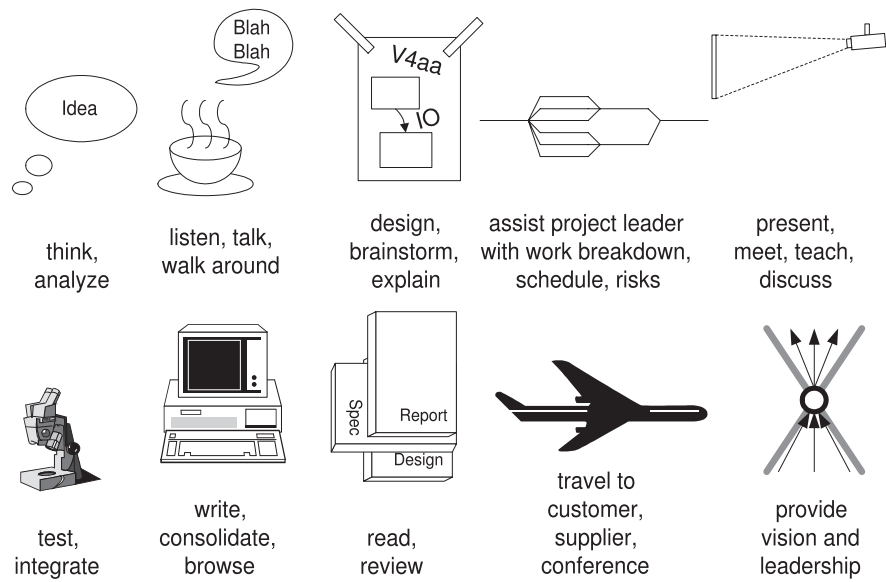 Blah
Blah
Idea
V4aa
IO
think,
analyze
listen, talk,
walk around
design,
brainstorm,
explain
assist project leader
with work breakdown,
schedule, risks
present,
meet, teach,
discuss
Spec
Report
Design
test,
integrate
write,
consolidate,
browse
read,
review
travel to
customer,
supplier,
conference
provide
vision and
leadership